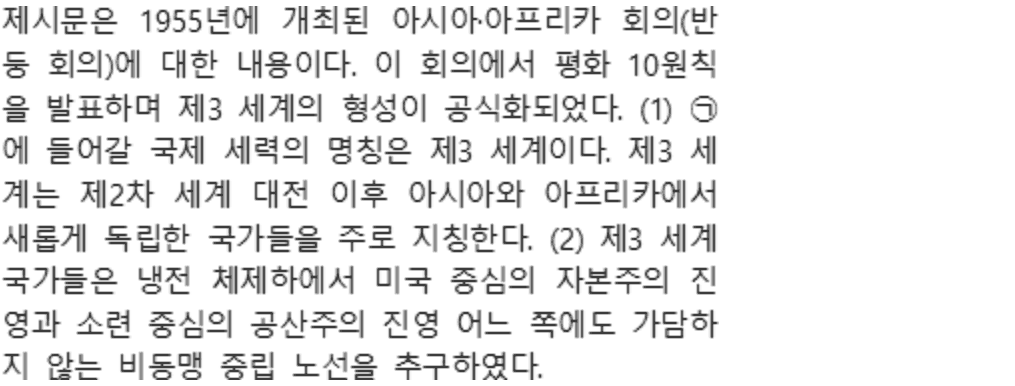 제시문은 1955년에 개최된 아시아·아프리카 회의(반
둥 회의)에 대한 내용이다. 이 회의에서 평화 10원칙
을 발표하며 제3 세계의 형성이 공식화되었다. (1) ㉠
에 들어갈 국제 세력의 명칭은 제3 세계이다. 제3 세
계는 제2차 세계 대전 이후 아시아와 아프리카에서
새롭게 독립한 국가들을 주로 지칭한다. (2) 제3 세계
국가들은 냉전 체제하에서 미국 중심의 자본주의 진
영과 소련 중심의 공산주의 진영 어느 쪽에도 가담하
지 않는 비동맹 중립 노선을 추구하였다.